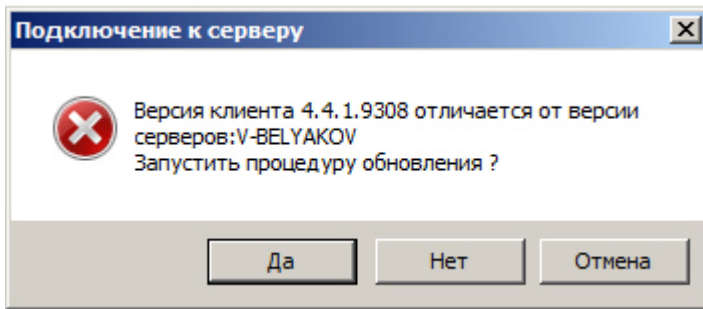 Подключение к серверу
Версия клиента 4.4.1.9308 отличается от версии
серверов:V-BELYAKOV
Запустить процедуру обновления ?
Да
Нет
Отмена